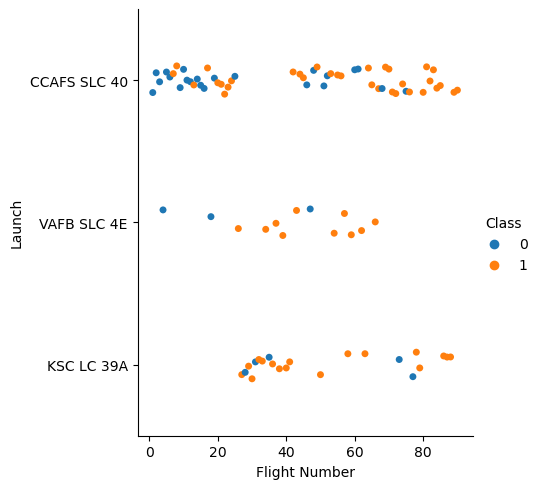 CCAFS SLC 40
VAFB SLC 4E
KSC LC 39A
Launch
0 20 40 60 80
Flight Number
Class
0
1